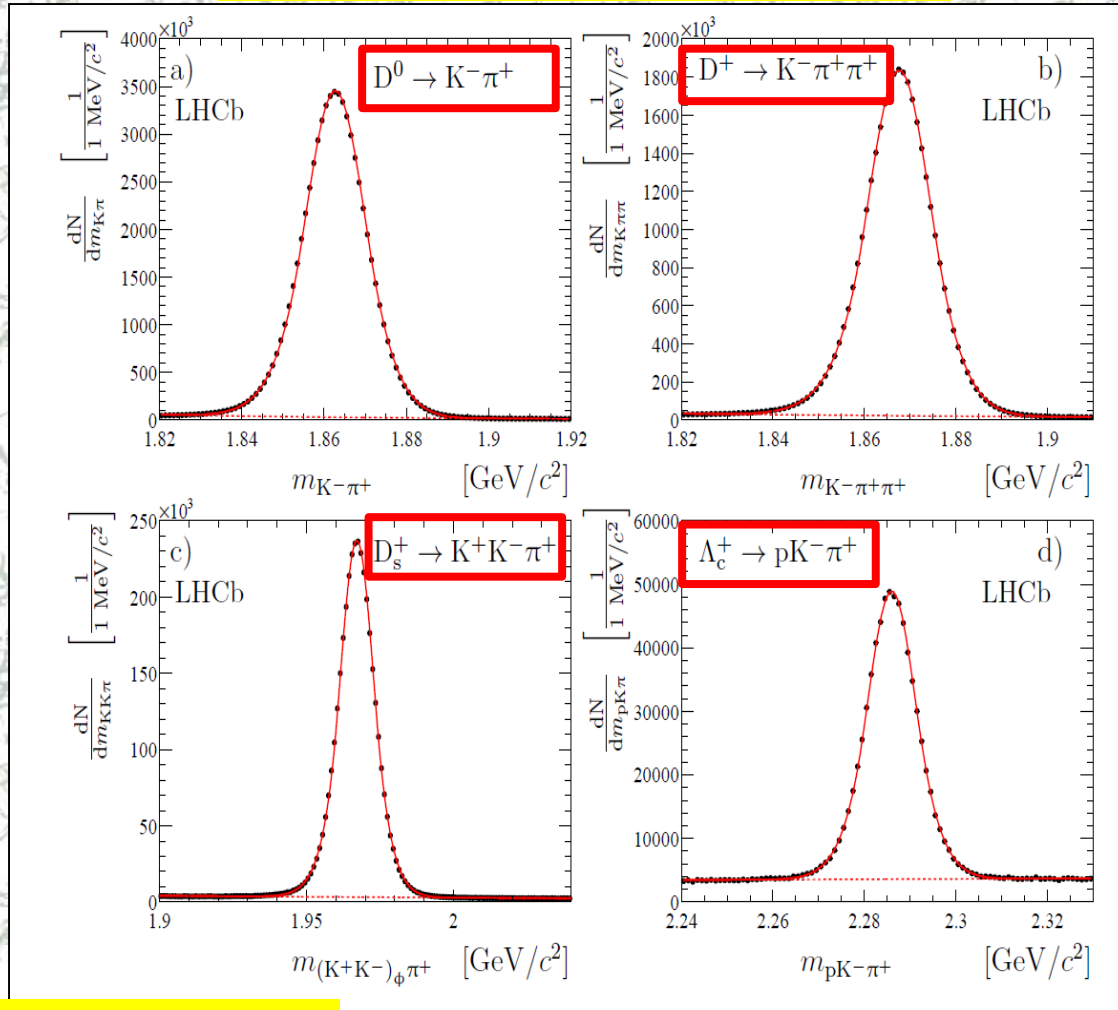 a)
LHCb
D⁰ → K⁻π⁺
×10³
4000
3500
3000
2500
2000
1500
1000
500
0
1.82 1.84 1.86 1.88 1.9 1.92
m_K⁻π⁺ [GeV/c²]
dN/dm_Kπ [1/(1 MeV/c²)]
b)
LHCb
D⁺ → K⁻π⁺π⁺
×10³
2000
1800
1600
1400
1200
1000
800
600
400
200
0
1.82 1.84 1.86 1.88 1.9
m_K⁻π⁺π⁺ [GeV/c²]
dN/dm_Kππ [1/(1 MeV/c²)]
c)
LHCb
D_s⁺ → K⁺K⁻π⁺
×10³
250
200
150
100
50
0
1.9 1.95 2
m_(K⁺K⁻)_ϕπ⁺ [GeV/c²]
dN/dm_KKπ [1/(1 MeV/c²)]
d)
LHCb
Λ_c⁺ → pK⁻π⁺
60000
50000
40000
30000
20000
10000
0
2.24 2.26 2.28 2.3 2.32
m_pK⁻π⁺ [GeV/c²]
dN/dm_pKπ [1/(1 MeV/c²)]